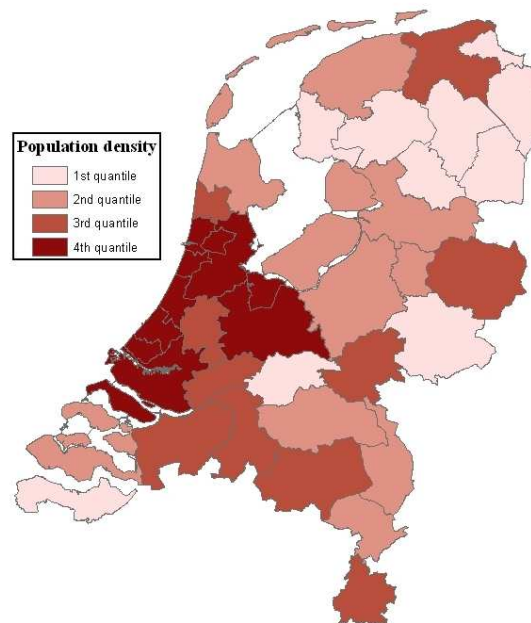 Population density
1st quantile
2nd quantile
3rd quantile
4th quantile